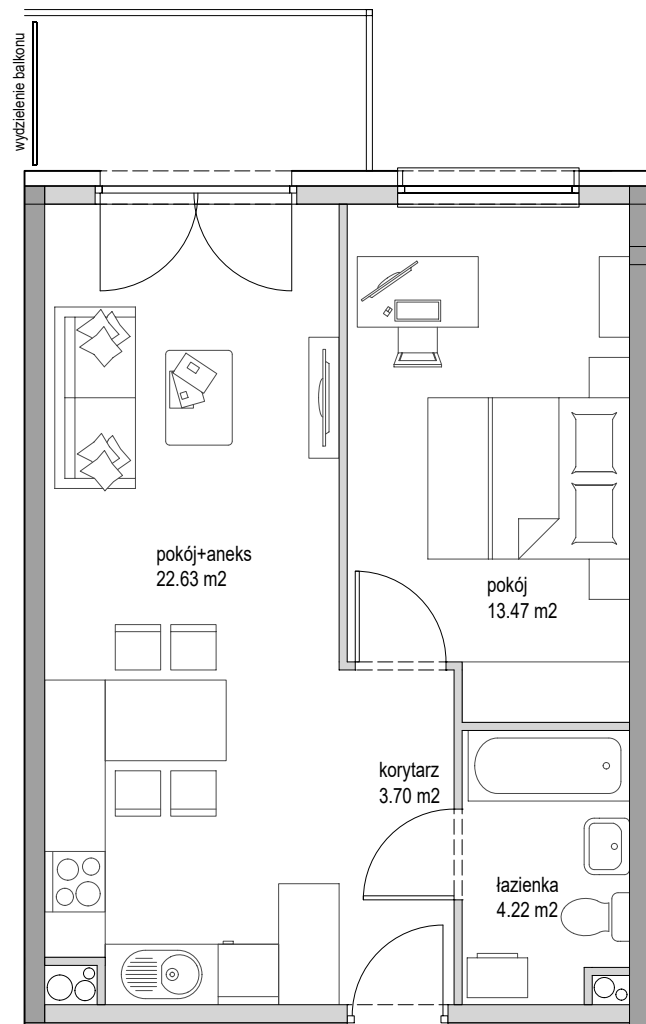 wydzielenie balkonu
pokój+aneks
22.63 m2
pokój
13.47 m2
korytarz
3.70 m2
łazienka
4.22 m2